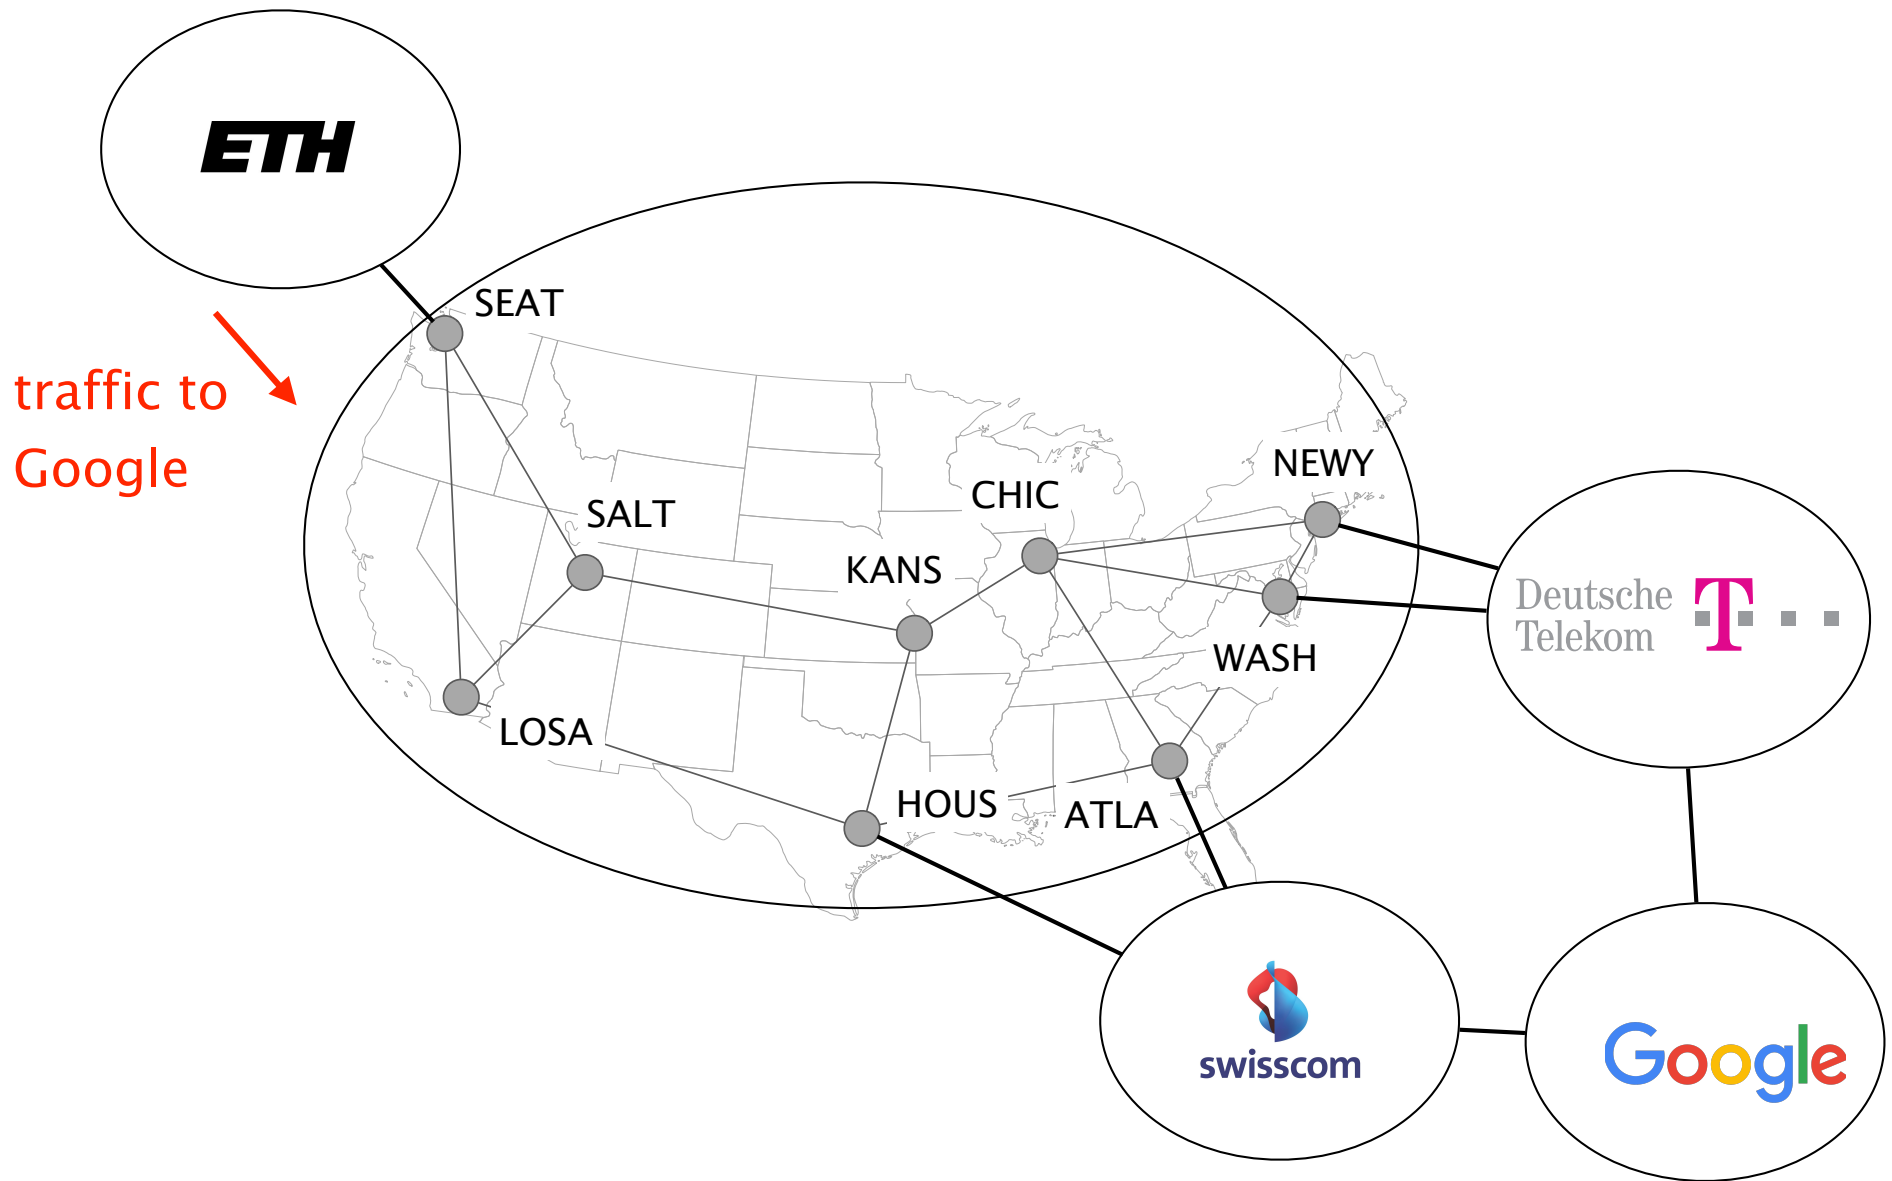 ETH
SEAT
traffic to
Google
NEWY
CHIC
SALT
KANS
Deutsche
Telekom
T
WASH
LOSA
HOUS
ATLA
swisscom
Google